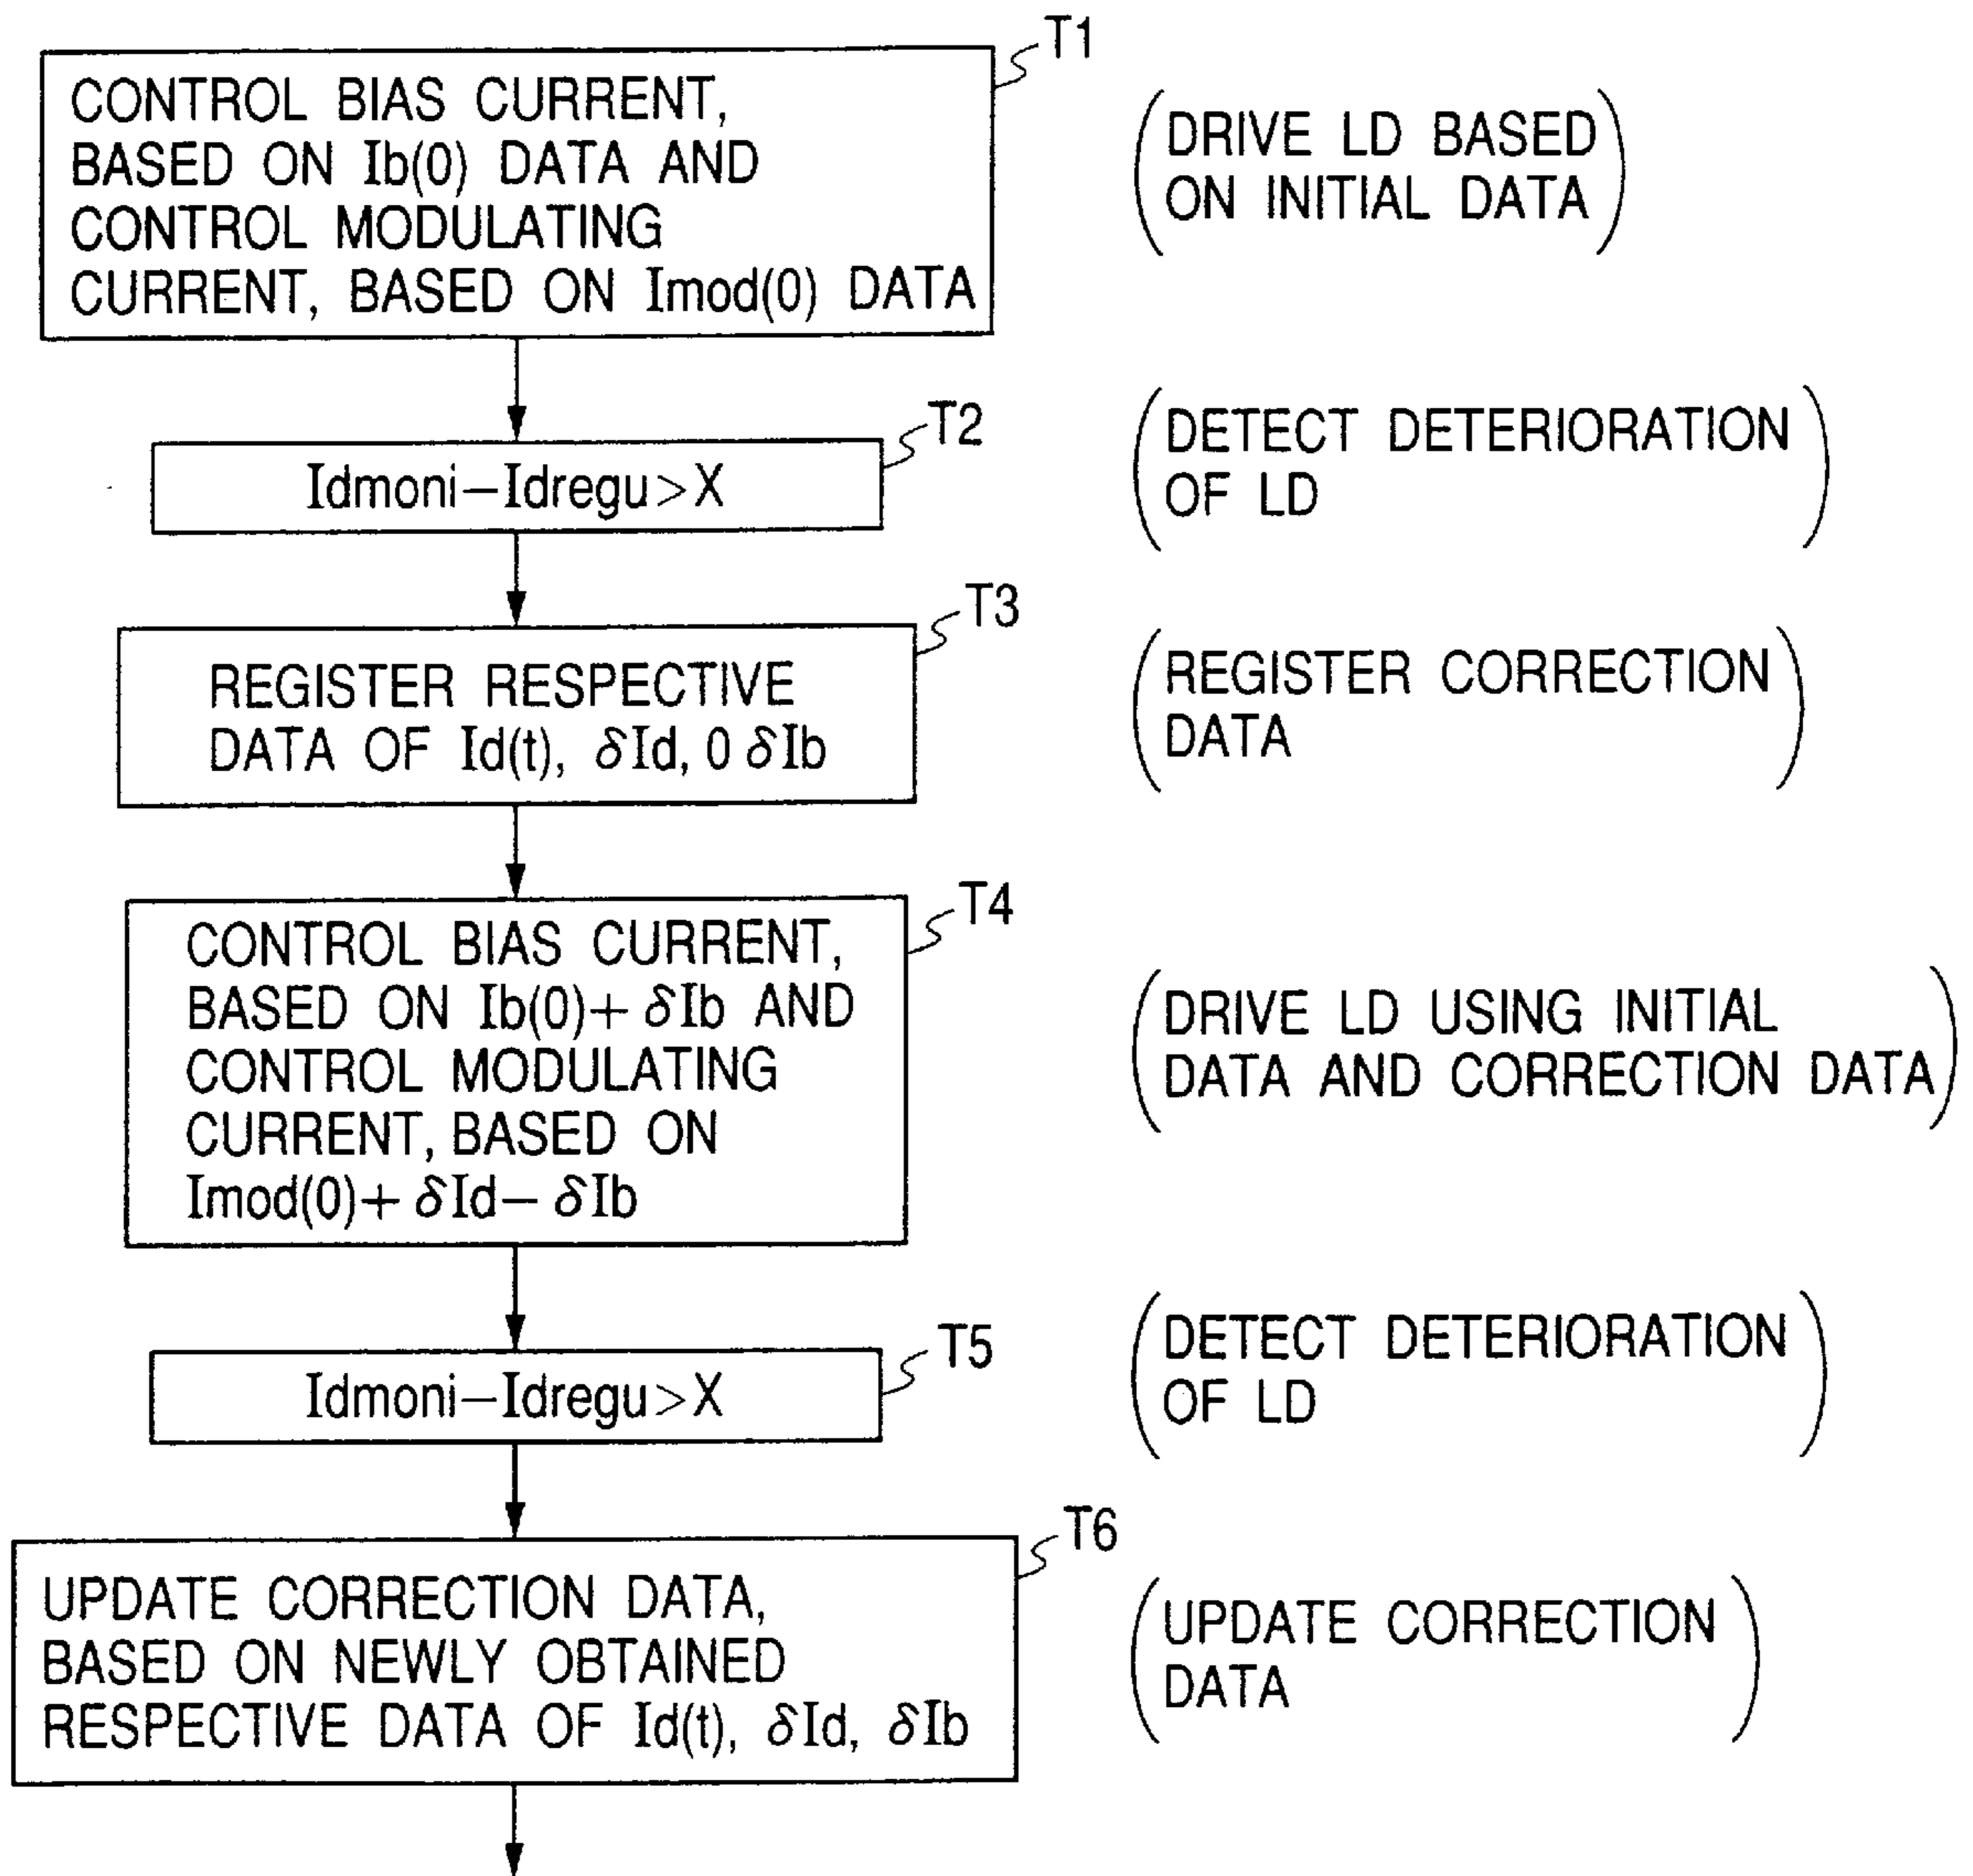 T1
CONTROL BIAS CURRENT,
BASED ON Ib(0) DATA AND
CONTROL MODULATING
CURRENT, BASED ON Imod(0) DATA
(DRIVE LD BASED
ON INITIAL DATA)
T2
Idmoni−Idregu>X
(DETECT DETERIORATION
OF LD)
T3
REGISTER RESPECTIVE
DATA OF Id(t), δId, 0 δIb
(REGISTER CORRECTION
DATA)
T4
CONTROL BIAS CURRENT,
BASED ON Ib(0)+ δIb AND
CONTROL MODULATING
CURRENT, BASED ON
Imod(0)+ δId− δIb
(DRIVE LD USING INITIAL
DATA AND CORRECTION DATA)
T5
Idmoni−Idregu>X
(DETECT DETERIORATION
OF LD)
T6
UPDATE CORRECTION DATA,
BASED ON NEWLY OBTAINED
RESPECTIVE DATA OF Id(t), δId, δIb
(UPDATE CORRECTION
DATA)